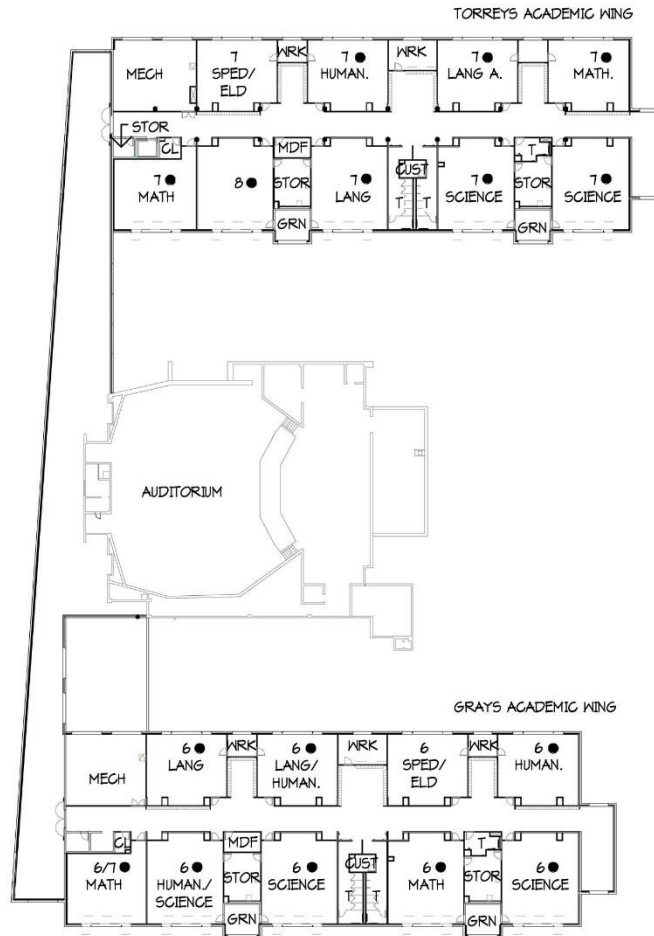 TORREYS ACADEMIC WING
MECH
7
SPED/
ELD
WRK
7
HUMAN.
WRK
7
LANG A.
7
MATH.
STOR
CL
7
MATH
8
MDF
STOR
GRN
7
LANG
CUST
T
T
7
SCIENCE
T
STOR
GRN
7
SCIENCE
AUDITORIUM
GRAYS ACADEMIC WING
MECH
6
LANG
WRK
6
LANG/
HUMAN.
WRK
6
SPED/
ELD
WRK
6
HUMAN.
CL
6/7
MATH
6
HUMAN./
SCIENCE
MDF
STOR
GRN
6
SCIENCE
CUST
T
T
6
MATH
T
STOR
GRN
6
SCIENCE